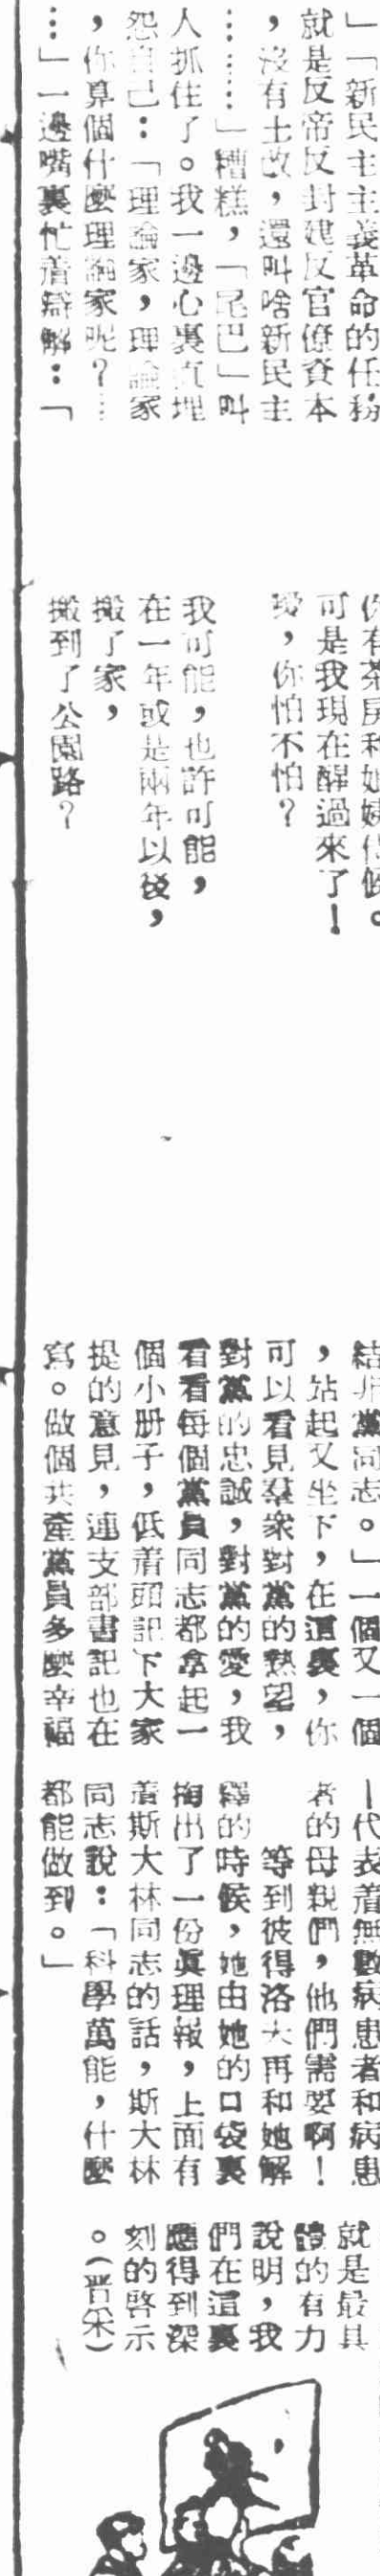 」「新民主主義革命的任務
就是反帝反封建反官僚資本
，沒有土改，還叫啥新民主
……」糟糕，「尾巴」叫
人抓住了。我一邊心裏直埋
怨自己：「理論家，理論家
，你算個什麼理論家呢？…
…」一邊嘴裏忙着辯解：「
可是我現在醒過來了！
你怕不怕？
我可能，也許可能，
在一年或是兩年以後，
搬了家，
搬到了公園路？
結非黨同志。」一個又一個
，站起又坐下，在這裏，你
可以看見羣衆對黨的熱望，
對黨的忠誠，對黨的愛，我
看看每個黨員同志都拿起一
個小册子，低着頭記下大家
提的意見，連支部書記也在
寫。做個共產黨員多麼幸福
—代表着無數病患者和病患
者的母親們，他們需要啊！
等到彼得洛夫再和她解
釋的時候，她由她的口袋裏
掏出了一份眞理報，上面有
着斯大林同志的話，斯大林
同志說：「科學萬能，什麼
都能做到。」
就是最具
體的有力
說明，我
們在這裏
應得到深
刻的啓示
。（晋采）